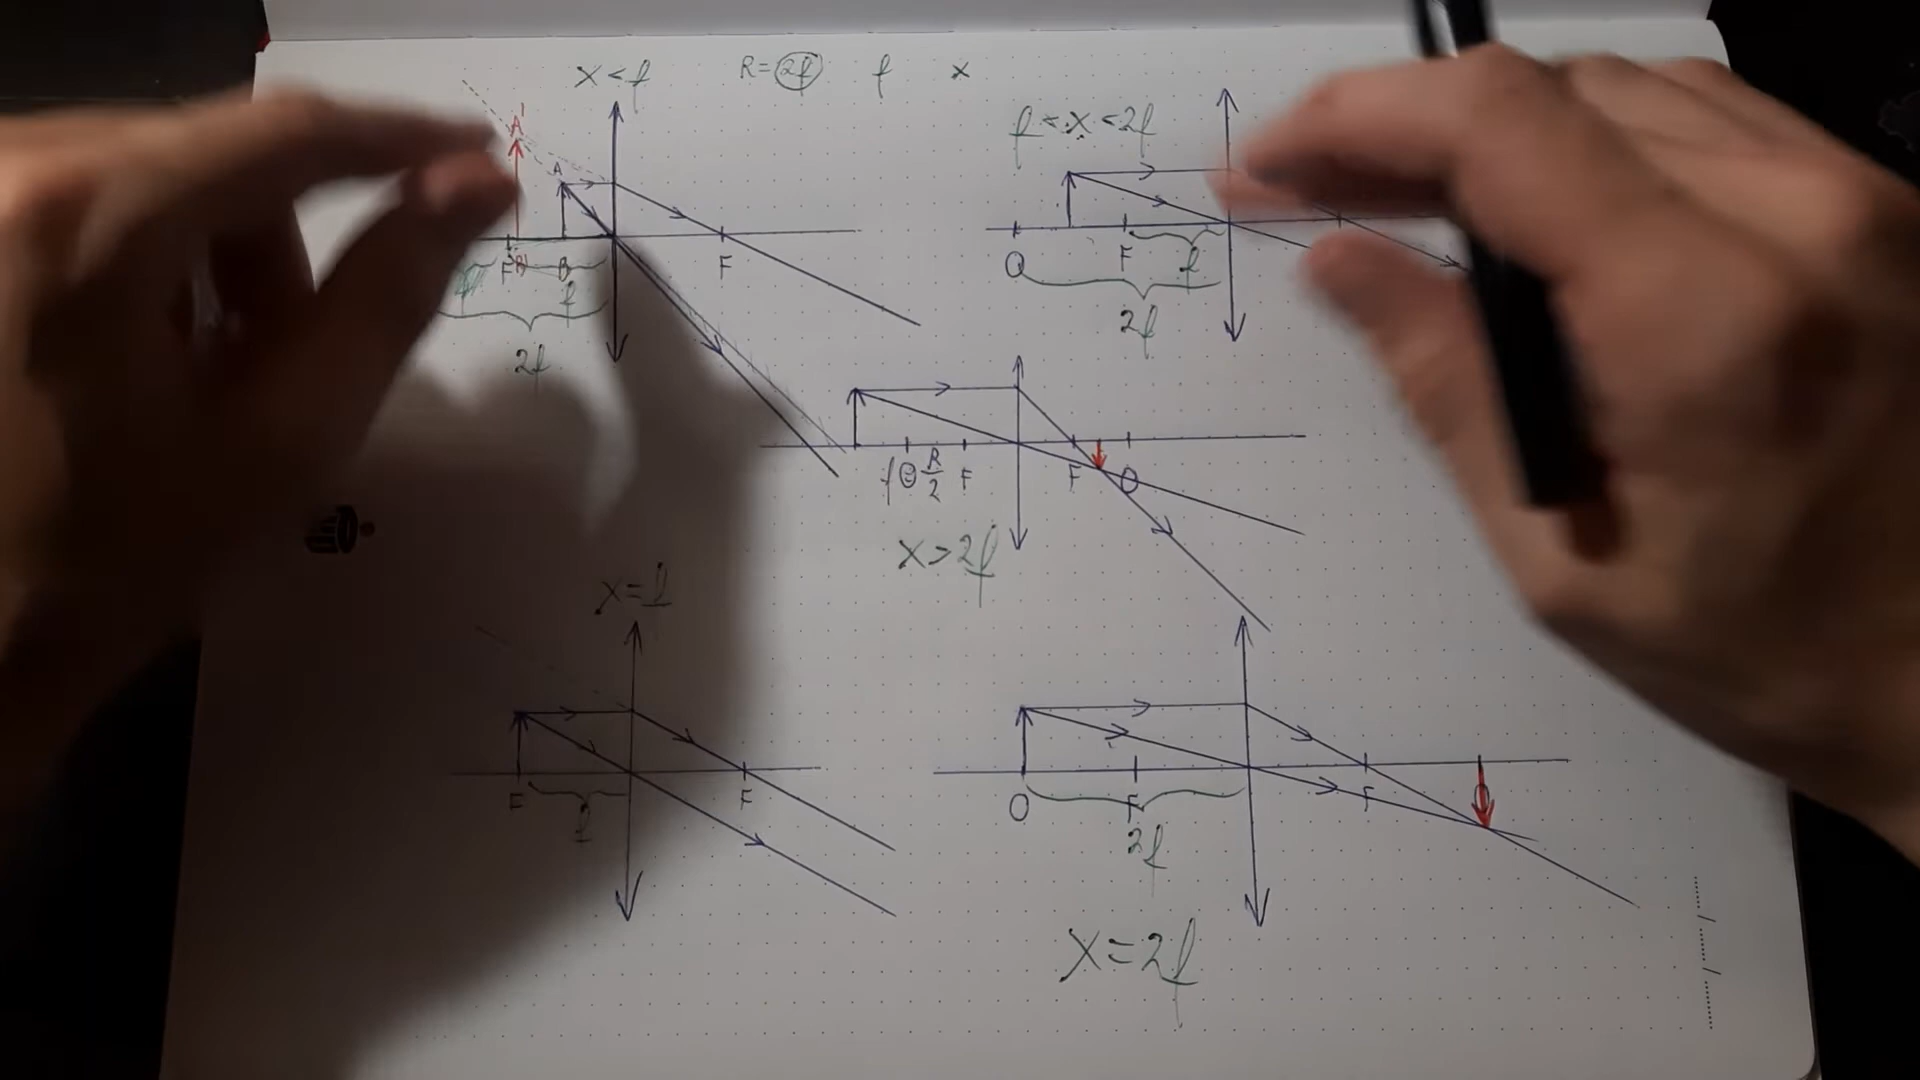 X < f
R = 2f
f
x
A'
A
F
B'
B
F
f
2f
f < x < 2f
O
F
f
2f
f = R/2
F
F
O
X > 2f
x = f
F
F
f
O
F
F
2f
X = 2f